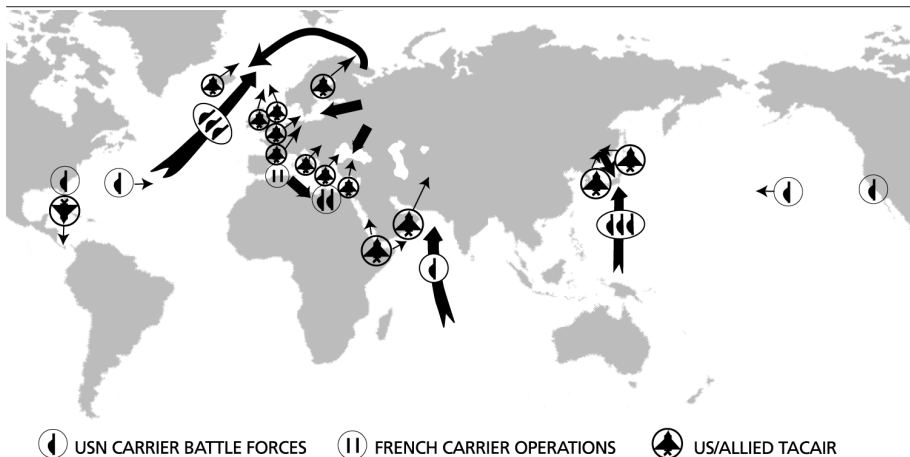 USN CARRIER BATTLE FORCES FRENCH CARRIER OPERATIONS US/ALLIED TACAIR